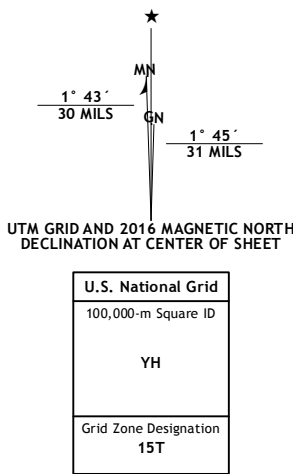 ★
MN
1° 43´
30 MILS
GN
1° 45´
31 MILS
UTM GRID AND 2016 MAGNETIC NORTH
DECLINATION AT CENTER OF SHEET
U.S. National Grid
100,000-m Square ID
YH
Grid Zone Designation
15T